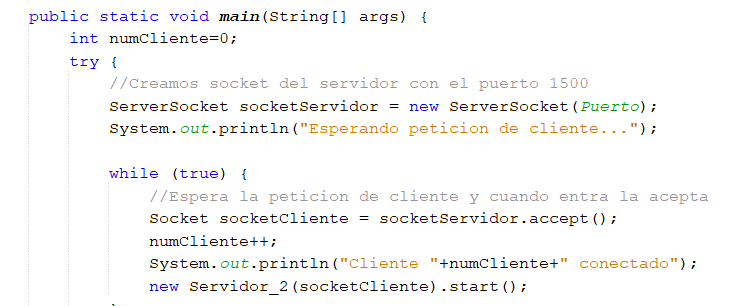 public static void main(String[] args) {
int numCliente=0;
try {
//Creamos socket del servidor con el puerto 1500
ServerSocket socketServidor = new ServerSocket(Puerto);
System.out.println("Esperando peticion de cliente...");
while (true) {
//Espera la peticion de cliente y cuando entra la acepta
Socket socketCliente = socketServidor.accept();
numCliente++;
System.out.println("Cliente "+numCliente+" conectado");
new Servidor_2(socketCliente).start();